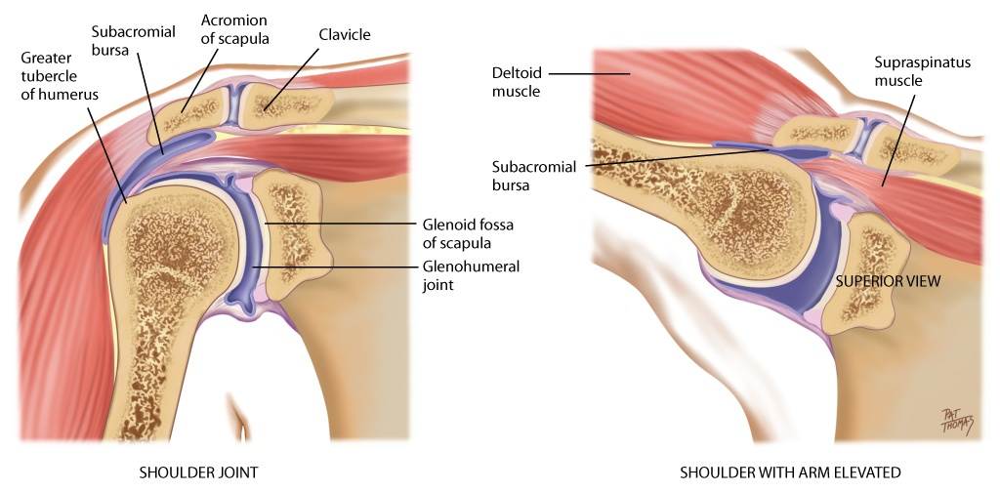 Acromion
of scapula
Subacromial
bursa
Clavicle
Greater
tubercle
of humerus
Glenoid fossa
of scapula
Glenohumeral
joint
SHOULDER JOINT
Deltoid
muscle
Supraspinatus
muscle
Subacromial
bursa
SUPERIOR VIEW
PAT
THOMAS
SHOULDER WITH ARM ELEVATED